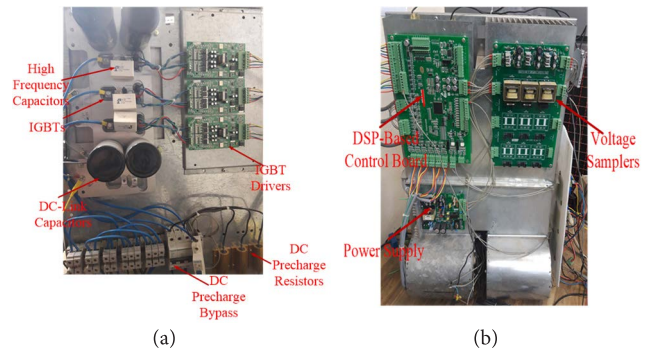 High
Frequency
Capacitors
IGBTs
DC-Link
Capacitors
IGBT
Drivers
DC
Precharge
Resistors
DC
Precharge
Bypass
(a)
DSP-Based
Control Board
Voltage
Samplers
Power Supply
(b)